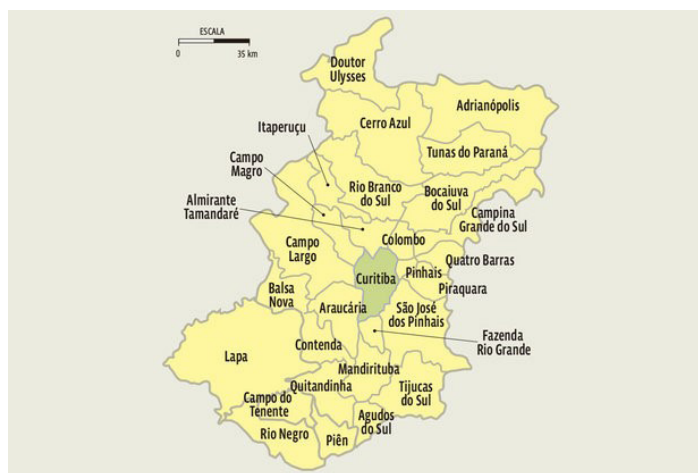 ESCALA
0 35 km
Doutor
Ulysses
Adrianópolis
Cerro Azul
Itaperuçu
Tunas do Paraná
Campo
Magro
Rio Branco
do Sul
Bocaiuva
do Sul
Almirante
Tamandaré
Campina
Grande do Sul
Colombo
Campo
Largo
Quatro Barras
Curitiba
Pinhais
Piraquara
Balsa
Nova
Araucária
São José
dos Pinhais
Fazenda
Rio Grande
Contenda
Lapa
Mandirituba
Quitandinha
Tijucas
do Sul
Campo do
Tenente
Agudos
do Sul
Rio Negro
Piên